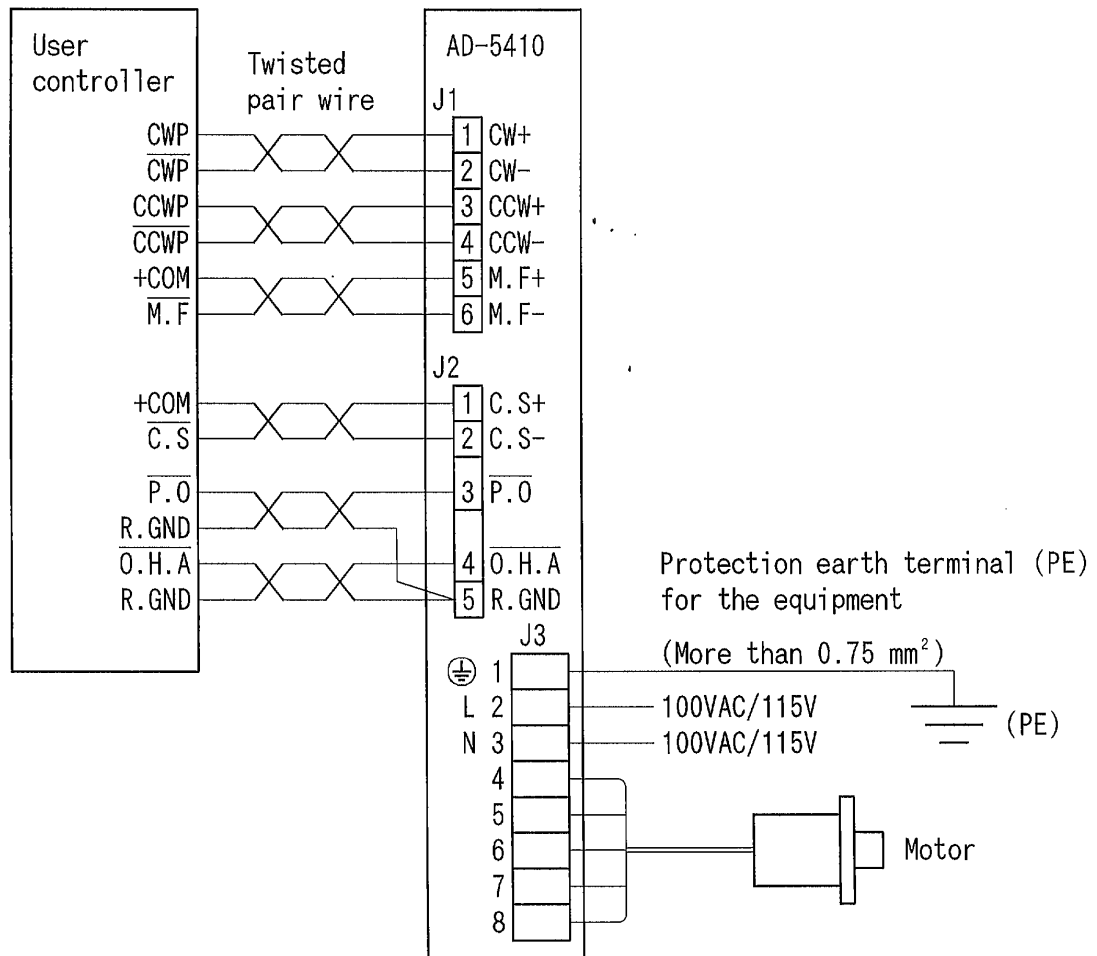 User
controller
Twisted
pair wire
AD-5410
J1
CWP
1 CW+
C̅W̅P̅
2 CW-
CCWP
3 CCW+
C̅C̅W̅P̅
4 CCW-
+COM
5 M.F+
M̅.̅F̅
6 M.F-
J2
+COM
1 C.S+
C̅.̅S̅
2 C.S-
P̅.̅O̅
3 P̅.̅O̅
R.GND
O̅.̅H̅.̅A̅
4 O̅.̅H̅.̅A̅
R.GND
5 R.GND
Protection earth terminal (PE)
for the equipment
(More than 0.75 mm²)
(PE)
J3
1
L 2
100VAC/115V
N 3
100VAC/115V
4
5
6
7
8
Motor